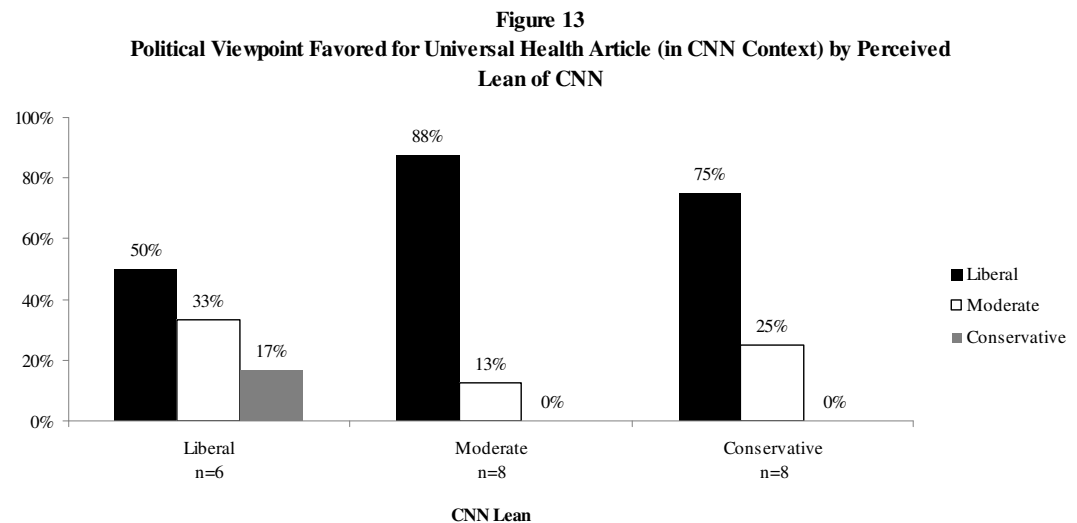 Figure 13
Political Viewpoint Favored for Universal Health Article (in CNN Context) by Perceived
Lean of CNN
100%
80%
60%
40%
20%
0%
50%
33%
17%
88%
13%
0%
75%
25%
0%
Liberal
Moderate
Conservative
Liberal
n=6
Moderate
n=8
Conservative
n=8
CNN Lean